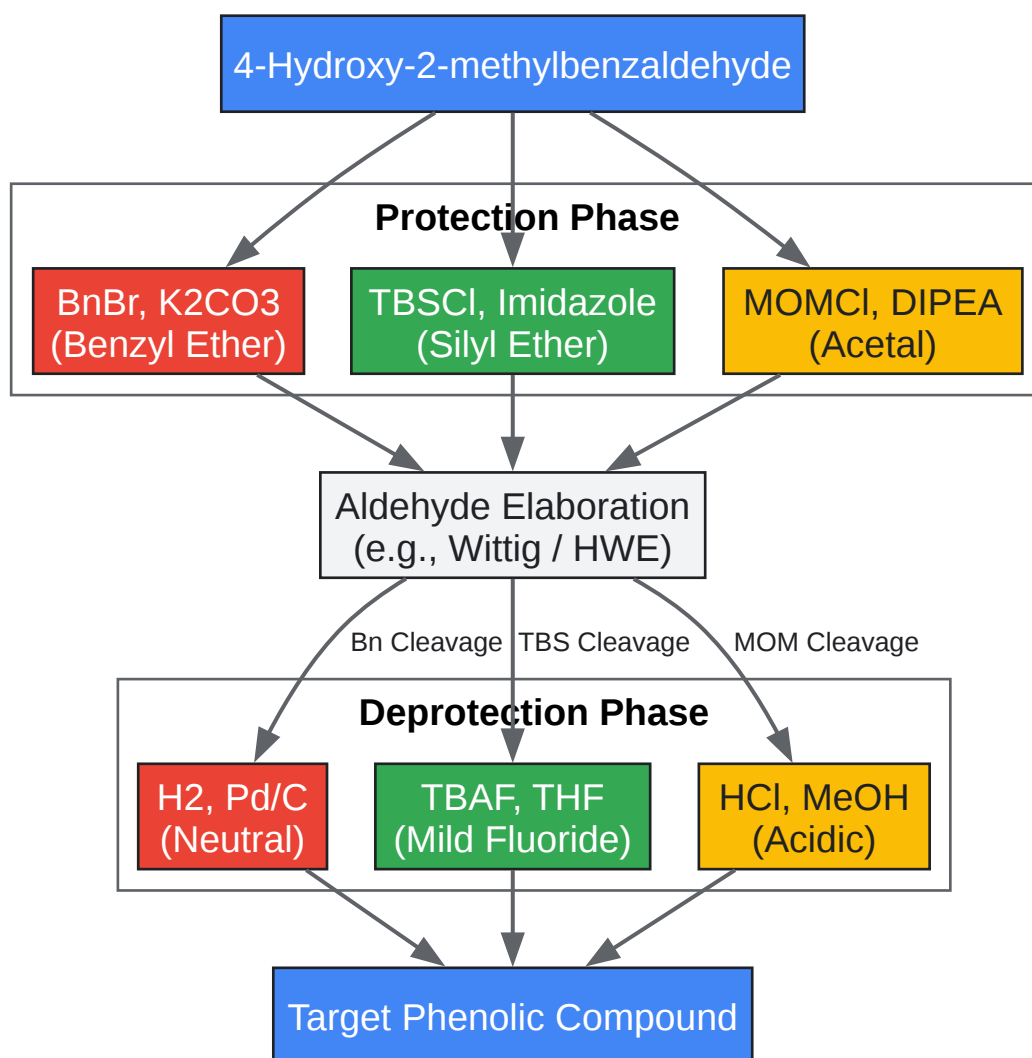 4-Hydroxy-2-methylbenzaldehyde
Protection Phase
BnBr, K2CO3
(Benzyl Ether)
TBSCl, Imidazole
(Silyl Ether)
MOMCl, DIPEA
(Acetal)
Aldehyde Elaboration
(e.g., Wittig / HWE)
Bn Cleavage
TBS Cleavage
MOM Cleavage
Deprotection Phase
H2, Pd/C
(Neutral)
TBAF, THF
(Mild Fluoride)
HCl, MeOH
(Acidic)
Target Phenolic Compound